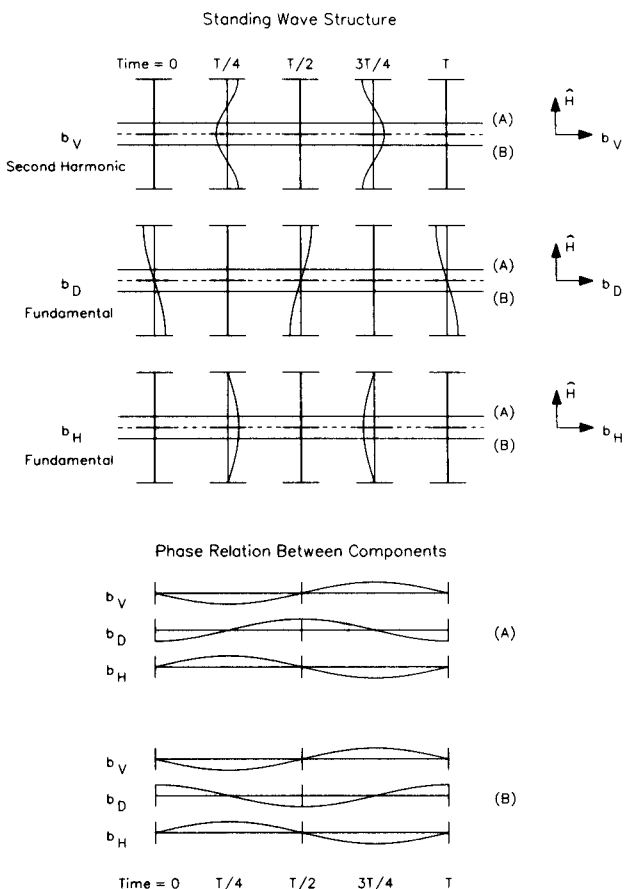 Standing Wave Structure
Time = 0 T/4 T/2 3T/4 T
(A)
b_V
Second Harmonic
(B)
Ĥ
b_V
(A)
b_D
Fundamental
(B)
Ĥ
b_D
(A)
b_H
Fundamental
(B)
Ĥ
b_H
Phase Relation Between Components
b_V
b_D (A)
b_H
b_V
b_D (B)
b_H
Time = 0 T/4 T/2 3T/4 T